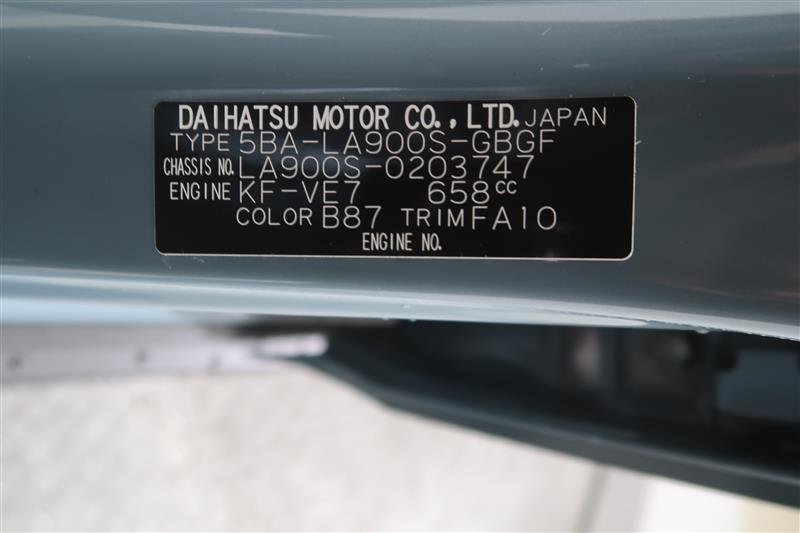 DAIHATSU MOTOR CO., LTD. JAPAN
TYPE 5BA-LA900S-GBGF
CHASSIS NO. LA900S-0203747
ENGINE KF-VE7 658cc
COLOR B87 TRIM FA10
ENGINE NO.